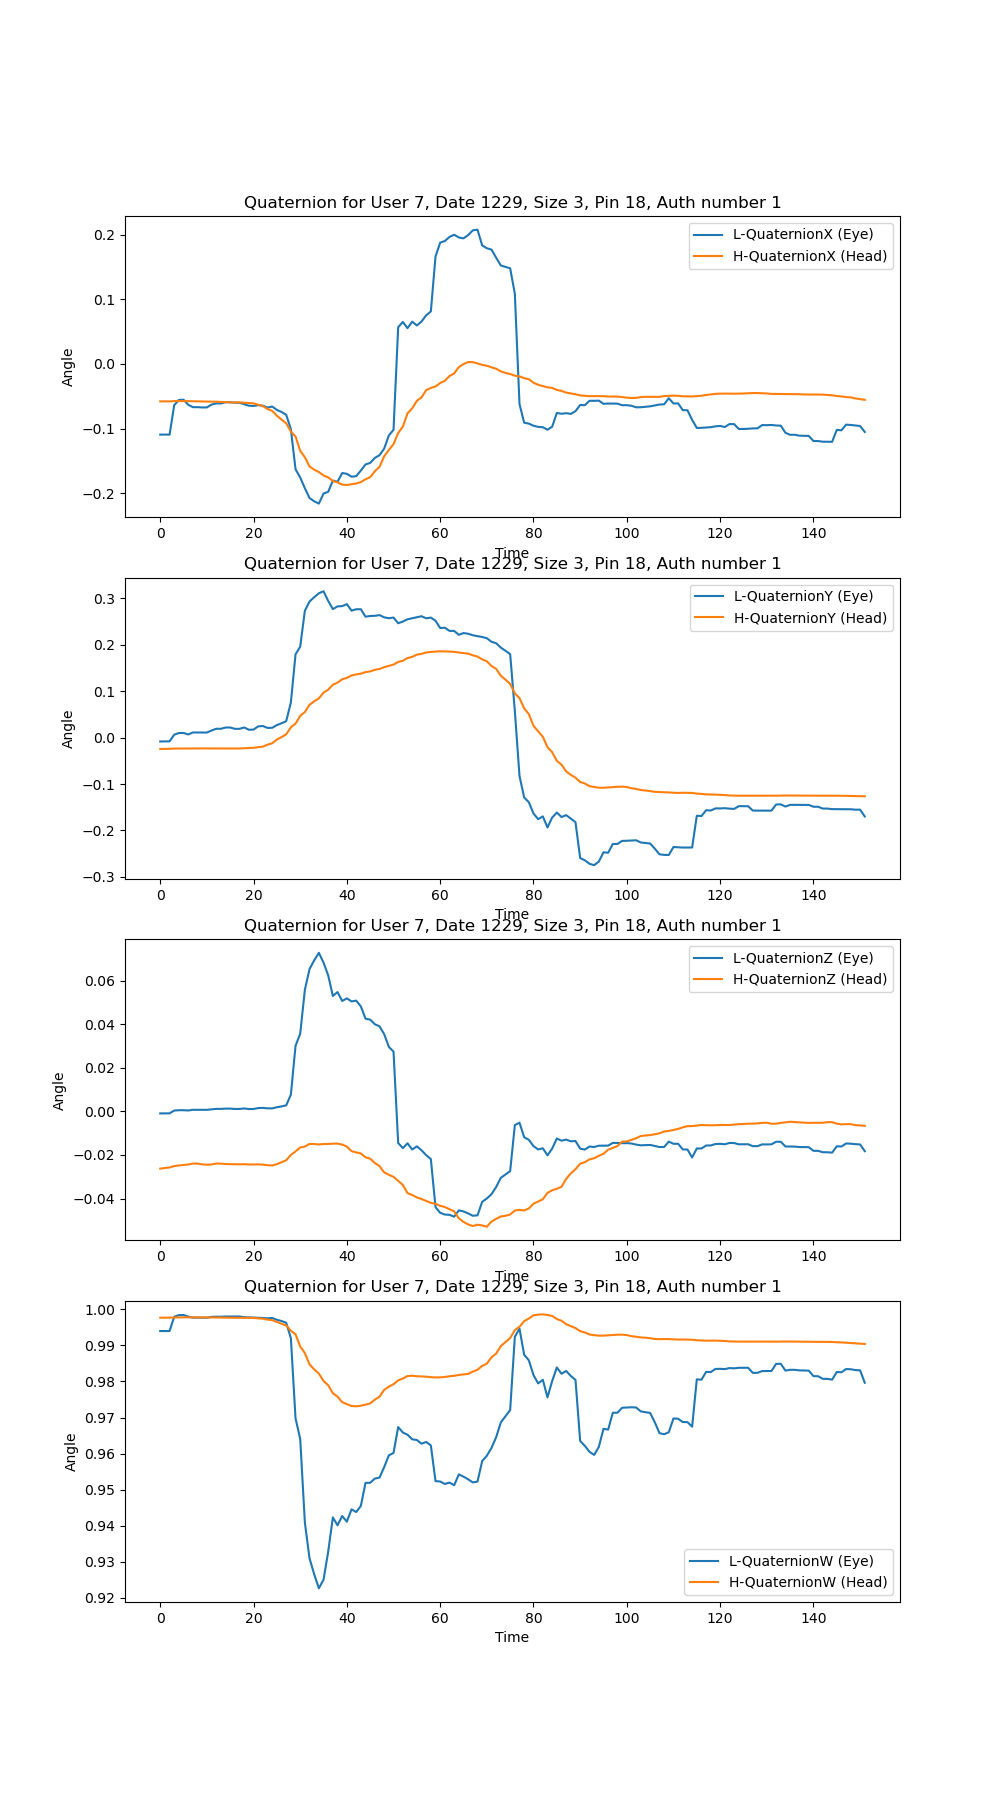 Quaternion for User 7, Date 1229, Size 3, Pin 18, Auth number 1
L-QuaternionX (Eye)
H-QuaternionX (Head)
Angle
0.2
0.1
0.0
−0.1
−0.2
0 20 40 60 80 100 120 140
Time
Quaternion for User 7, Date 1229, Size 3, Pin 18, Auth number 1
L-QuaternionY (Eye)
H-QuaternionY (Head)
Angle
0.3
0.2
0.1
0.0
−0.1
−0.2
−0.3
0 20 40 60 80 100 120 140
Time
Quaternion for User 7, Date 1229, Size 3, Pin 18, Auth number 1
L-QuaternionZ (Eye)
H-QuaternionZ (Head)
Angle
0.06
0.04
0.02
0.00
−0.02
−0.04
0 20 40 60 80 100 120 140
Time
Quaternion for User 7, Date 1229, Size 3, Pin 18, Auth number 1
Angle
1.00
0.99
0.98
0.97
0.96
0.95
0.94
0.93
0.92
L-QuaternionW (Eye)
H-QuaternionW (Head)
0 20 40 60 80 100 120 140
Time